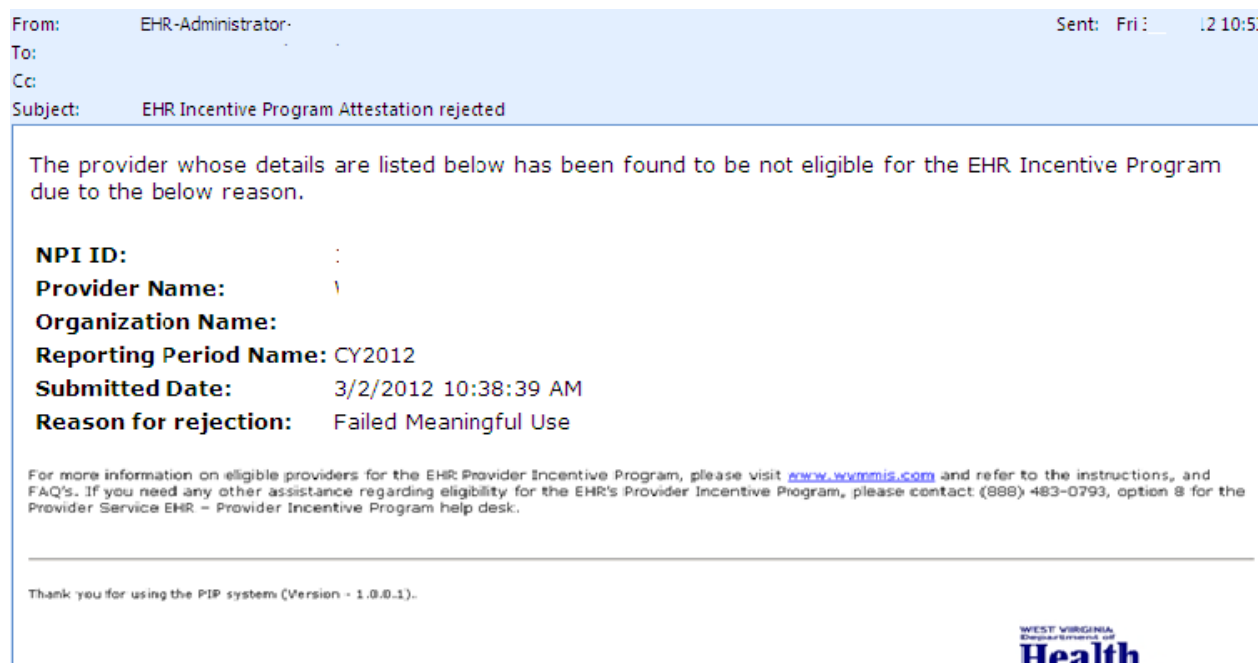 From: EHR-Administrator- Sent: Fri
To:
Cc:
Subject: EHR Incentive Program Attestation rejected
The provider whose details are listed below has been found to be not eligible for the EHR Incentive Program
due to the below reason.
NPI ID:
Provider Name:
Organization Name:
Reporting Period Name: CY2012
Submitted Date: 3/2/2012 10:38:39 AM
Reason for rejection: Failed Meaningful Use
For more information on eligible providers for the EHR Provider Incentive Program, please visit www.wvmmis.com and refer to the instructions, and
FAQ's. If you need any other assistance regarding eligibility for the EHR's Provider Incentive Program, please contact (888) 483-0793, option 8 for the
Provider Service EHR – Provider Incentive Program help desk.
Thank you for using the PIP system (Version - 1.0.0.1).
WEST VIRGINIA
Department of
Health